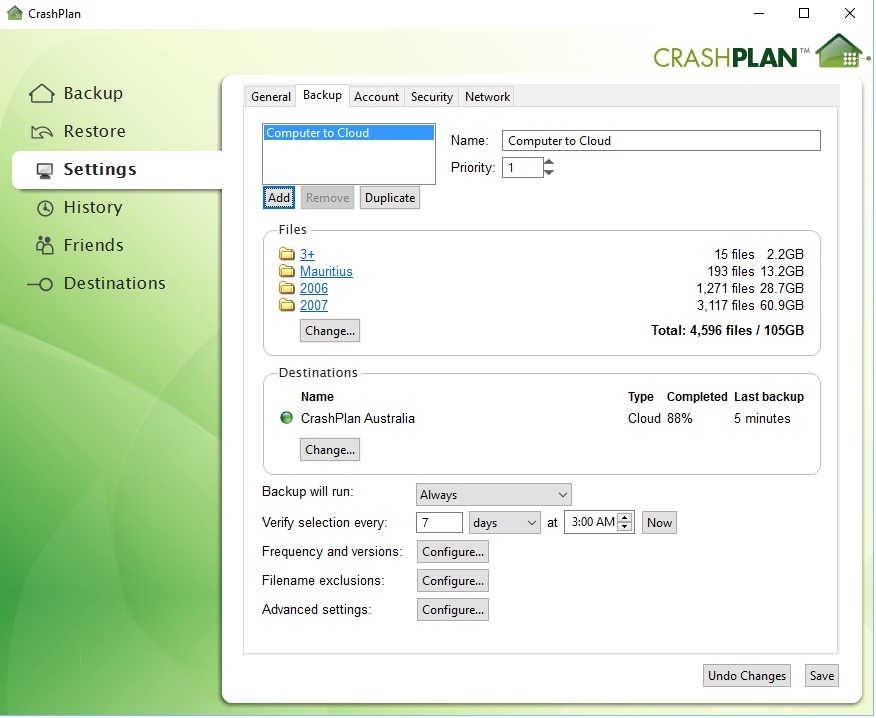 CrashPlan
CRASHPLAN™
Backup
Restore
Settings
History
Friends
Destinations
General Backup Account Security Network
Computer to Cloud
Name: Computer to Cloud
Priority: 1
Add Remove Duplicate
Files
3+ 15 files 2.2GB
Mauritius 193 files 13.2GB
2006 1,271 files 28.7GB
2007 3,117 files 60.9GB
Change... Total: 4,596 files / 105GB
Destinations
Name Type Completed Last backup
CrashPlan Australia Cloud 88% 5 minutes
Change...
Backup will run: Always
Verify selection every: 7 days at 3:00 AM Now
Frequency and versions: Configure...
Filename exclusions: Configure...
Advanced settings: Configure...
Undo Changes Save